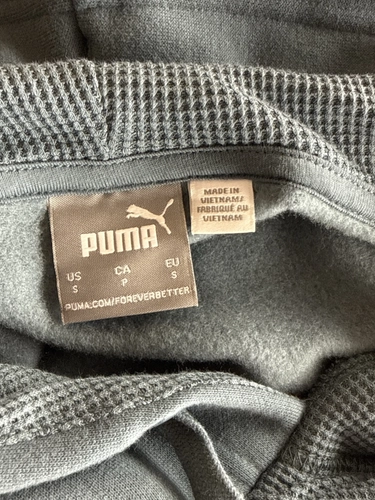 MADE IN
VIETNAM/
FABRIQUÉ AU
VIETNAM
PUMA
US CA EU
S P S
PUMA.COM/FOREVERBETTER